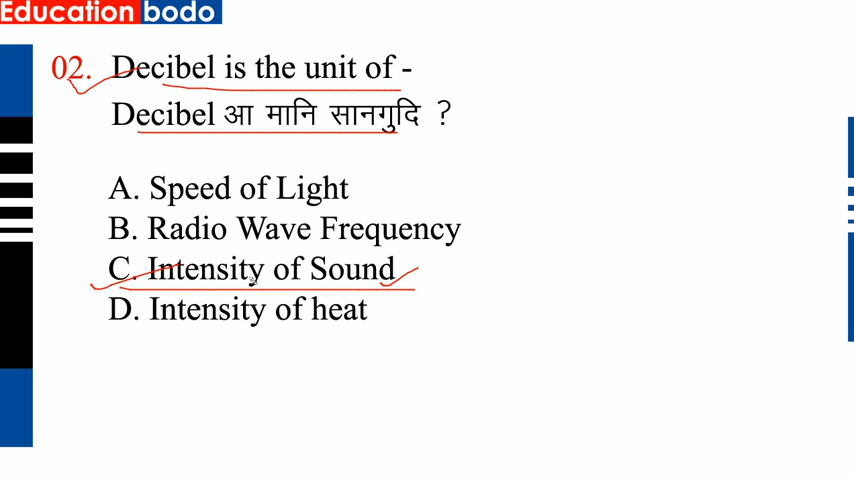 Education bodo
02. Decibel is the unit of -
Decibel आ मानि सानगुदि ?
A. Speed of Light
B. Radio Wave Frequency
C. Intensity of Sound
D. Intensity of heat